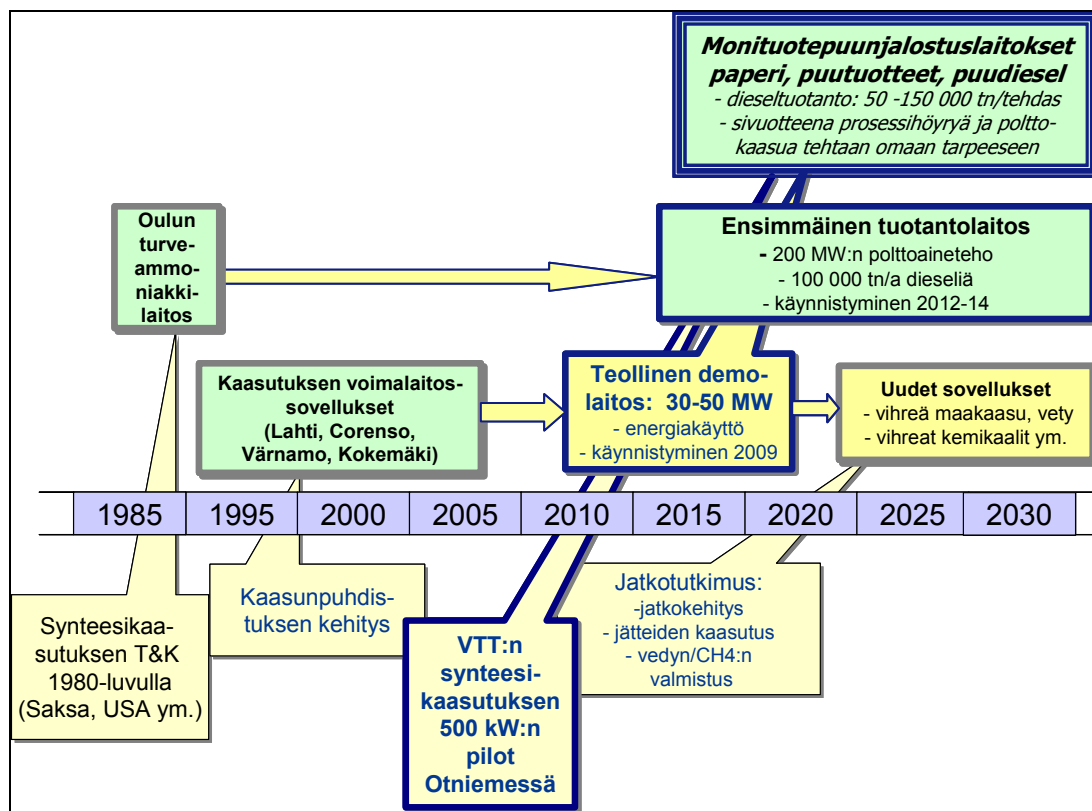 Monituotepuunjalostuslaitokset
paperi, puutuotteet, puudiesel
- dieseltuotanto: 50 -150 000 tn/tehdas
- sivuotteena prosessihöyryä ja poltto-
kaasua tehtaan omaan tarpeeseen
Oulun
turve-
ammo-
niakki-
laitos
Ensimmäinen tuotantolaitos
- 200 MW:n polttoaineteho
- 100 000 tn/a dieseliä
- käynnistyminen 2012-14
Kaasutuksen voimalaitos-
sovellukset
(Lahti, Corenso,
Värnamo, Kokemäki)
Teollinen demo-
laitos: 30-50 MW
- energiakäyttö
- käynnistyminen 2009
Uudet sovellukset
- vihreä maakaasu, vety
- vihreat kemikaalit ym.
1985 1995 2000 2005 2010 2015 2020 2025 2030
Synteesikaa-
sutuksen T&K
1980-luvulla
(Saksa, USA ym.)
Kaasunpuhdis-
tuksen kehitys
VTT:n
synteesi-
kaasutuksen
500 kW:n
pilot
Otniemessä
Jatkotutkimus:
-jatkokehitys
- jätteiden kaasutus
- vedyn/CH4:n
valmistus